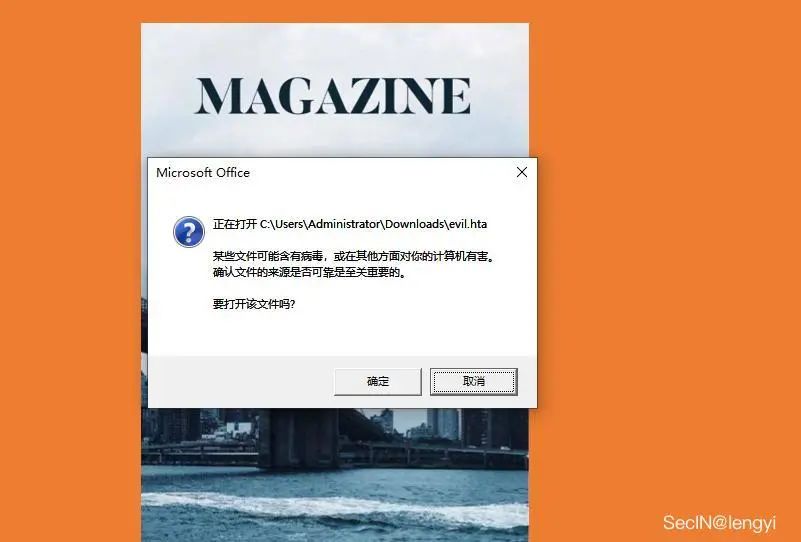 MAGAZINE
Microsoft Office
正在打开 C:\Users\Administrator\Downloads\evil.hta
某些文件可能含有病毒，或在其他方面对你的计算机有害。
确认文件的来源是否可靠是至关重要的。
要打开该文件吗?
确定
取消
SecIN@lengyi